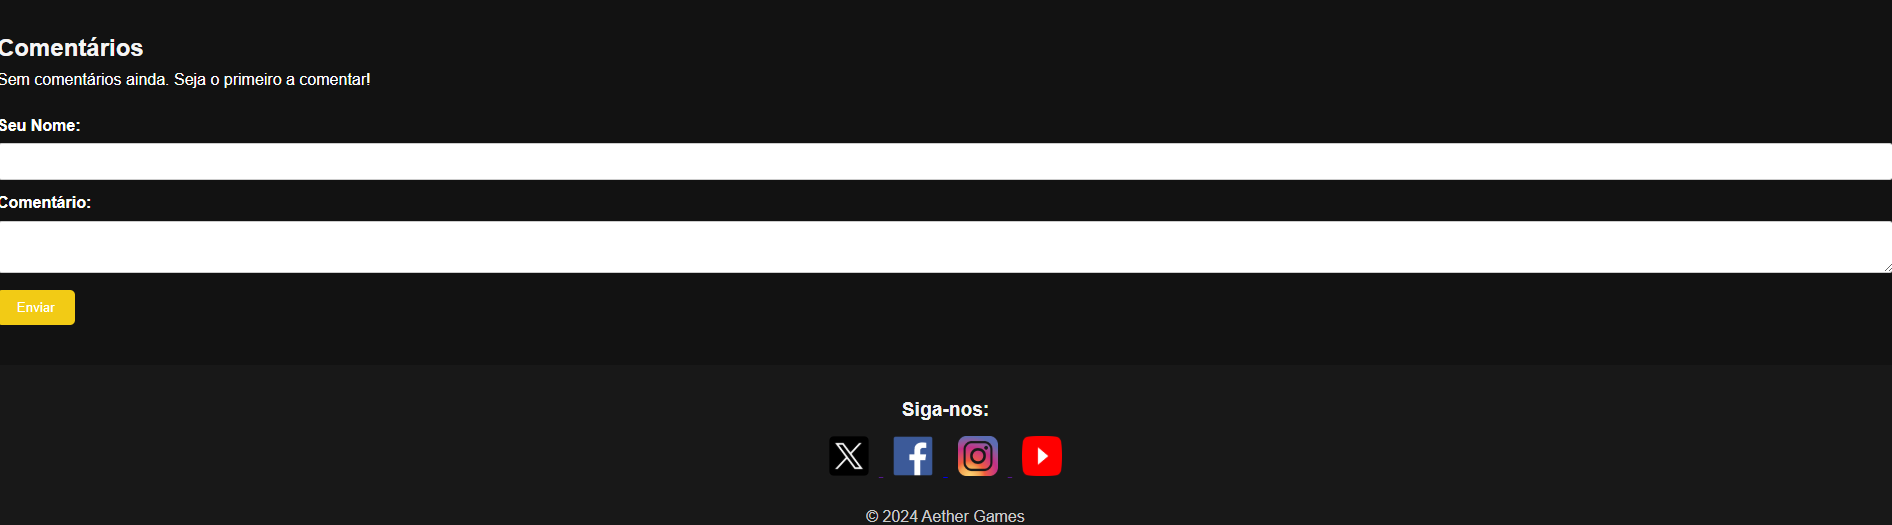 Comentários
Sem comentários ainda. Seja o primeiro a comentar!
Seu Nome:
Comentário:
Enviar
Siga-nos:
© 2024 Aether Games